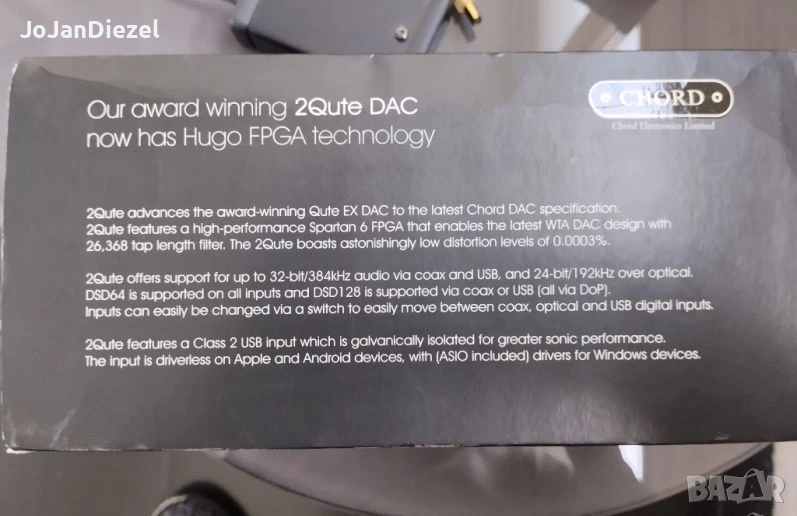 JoJanDiezel
Our award winning 2Qute DAC
now has Hugo FPGA technology
CHORD
Chord Electronics Limited
2Qute advances the award-winning Qute EX DAC to the latest Chord DAC specification.
2Qute features a high-performance Spartan 6 FPGA that enables the latest WTA DAC design with
26,368 tap length filter. The 2Qute boasts astonishingly low distortion levels of 0.0003%.
2Qute offers support for up to 32-bit/384kHz audio via coax and USB, and 24-bit/192kHz over optical.
DSD64 is supported on all inputs and DSD128 is supported via coax or USB (all via DoP).
Inputs can easily be changed via a switch to easily move between coax, optical and USB digital inputs.
2Qute features a Class 2 USB input which is galvanically isolated for greater sonic performance.
The input is driverless on Apple and Android devices, with (ASIO included) drivers for Windows devices.
BAZAR